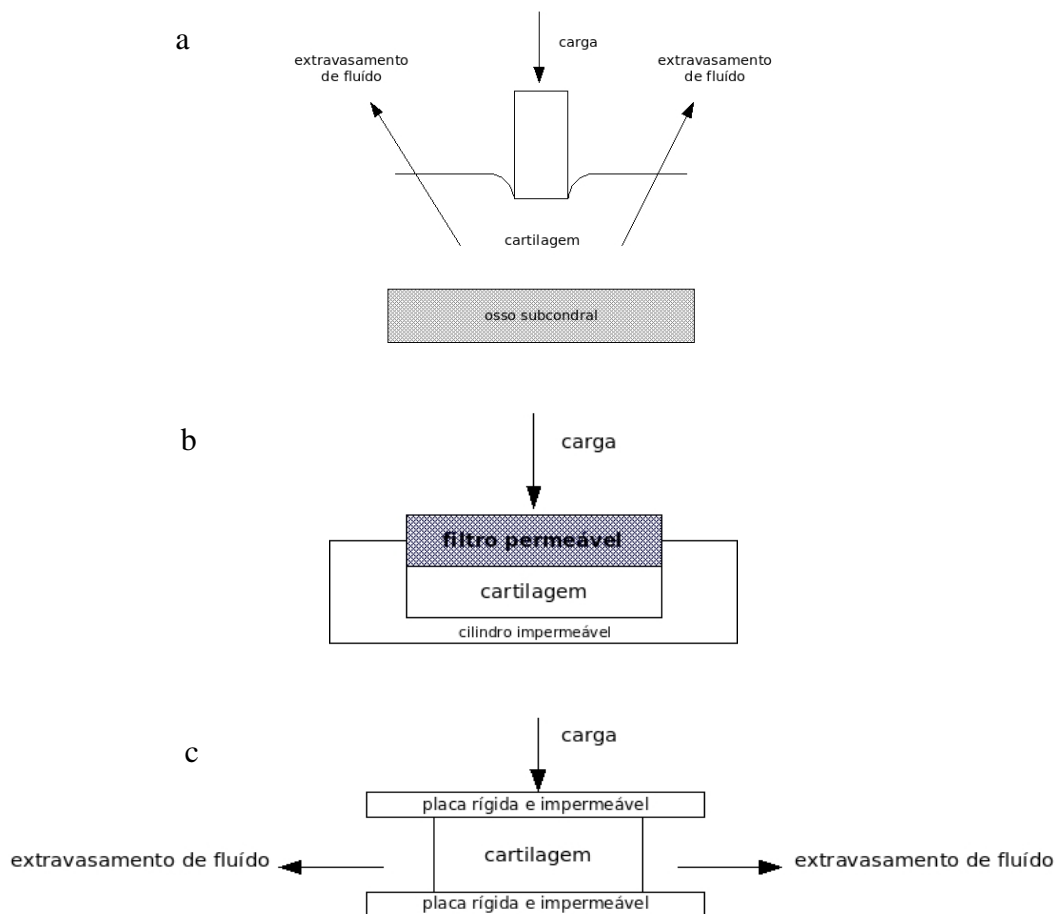 a
carga
extravasamento
de fluído
extravasamento
de fluído
cartilagem
osso subcondral
b
carga
filtro permeável
cartilagem
cilindro impermeável
c
carga
placa rígida e impermeável
extravasamento de fluído
cartilagem
extravasamento de fluído
placa rígida e impermeável